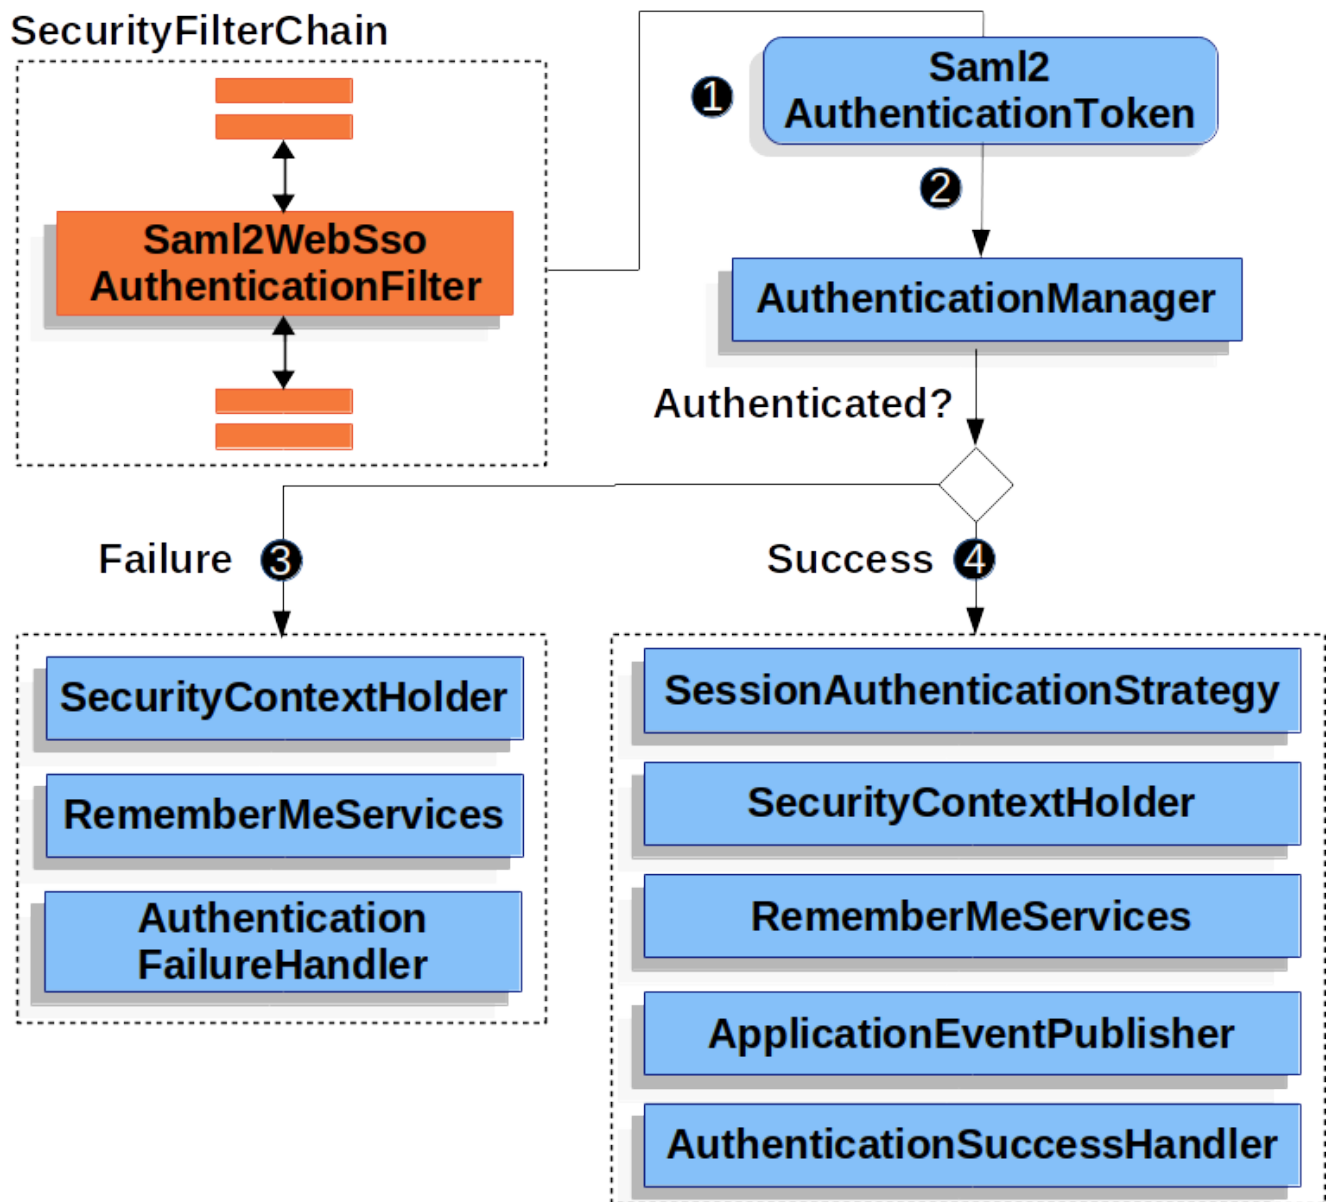 SecurityFilterChain
Saml2WebSso
AuthenticationFilter
1
Saml2
AuthenticationToken
2
AuthenticationManager
Authenticated?
Failure 3
SecurityContextHolder
RememberMeServices
Authentication
FailureHandler
Success 4
SessionAuthenticationStrategy
SecurityContextHolder
RememberMeServices
ApplicationEventPublisher
AuthenticationSuccessHandler